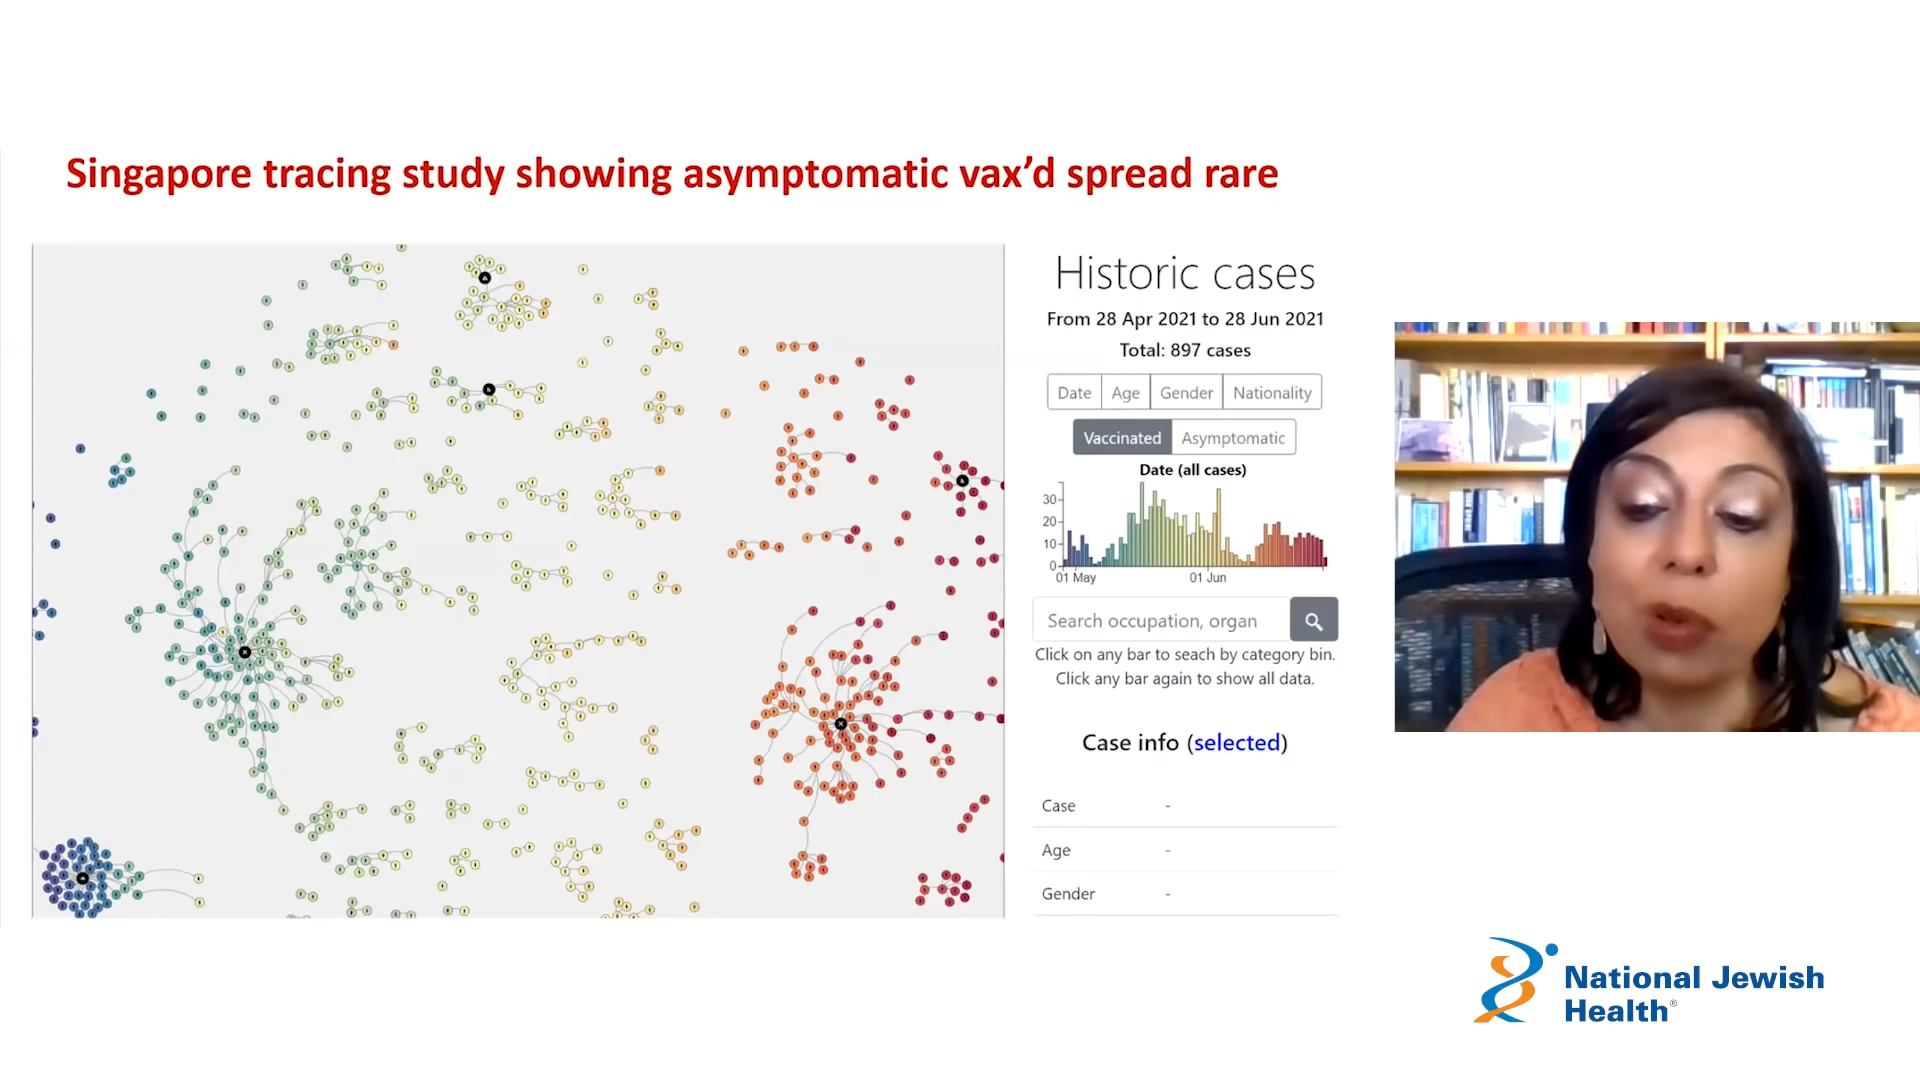 Singapore tracing study showing asymptomatic vax’d spread rare
Historic cases
From 28 Apr 2021 to 28 Jun 2021
Total: 897 cases
Date Age Gender Nationality
Vaccinated Asymptomatic
Date (all cases)
30
20
10
0
01 May 01 Jun
Search occupation, organ
Click on any bar to seach by category bin.
Click any bar again to show all data.
Case info (selected)
Case -
Age -
Gender -
National Jewish
Health®